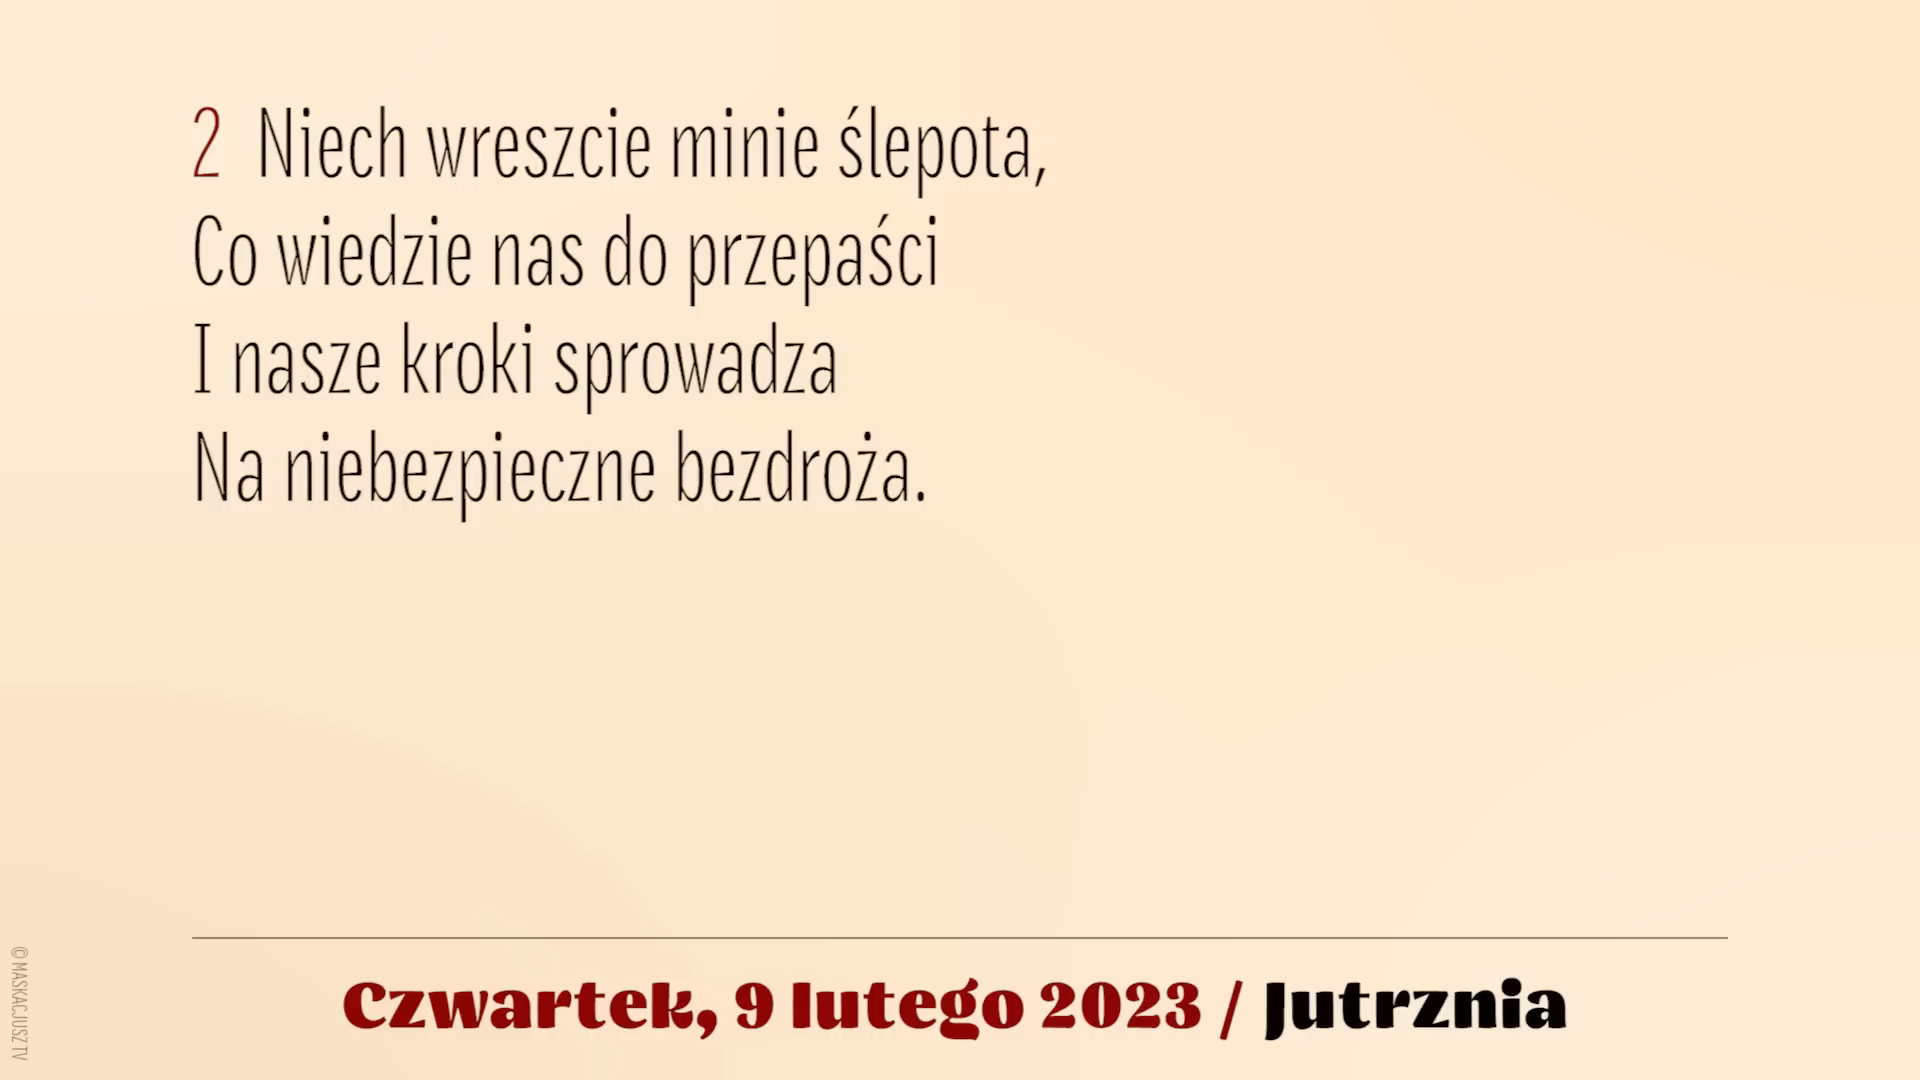 2 Niech wreszcie minie ślepota,
Co wiedzie nas do przepaści
I nasze kroki sprowadza
Na niebezpieczne bezdroża.
Czwartek, 9 lutego 2023 / Jutrznia
© MASKACJUSZ TV